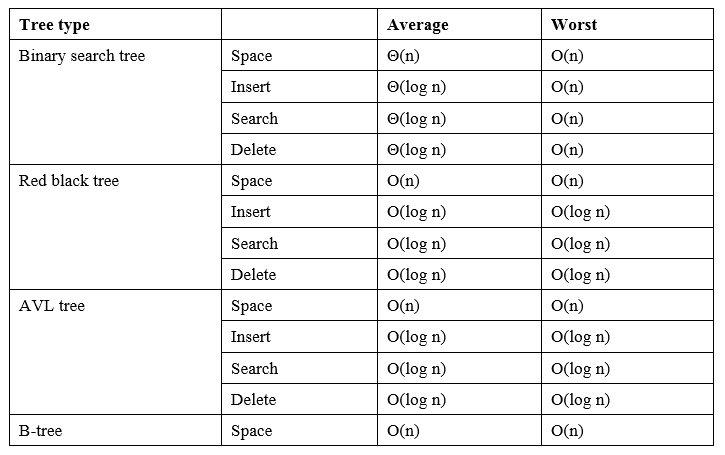 Tree type Average Worst
Binary search tree Space Θ(n) O(n)
Insert Θ(log n) O(n)
Search Θ(log n) O(n)
Delete Θ(log n) O(n)
Red black tree Space O(n) O(n)
Insert O(log n) O(log n)
Search O(log n) O(log n)
Delete O(log n) O(log n)
AVL tree Space O(n) O(n)
Insert O(log n) O(log n)
Search O(log n) O(log n)
Delete O(log n) O(log n)
B-tree Space O(n) O(n)